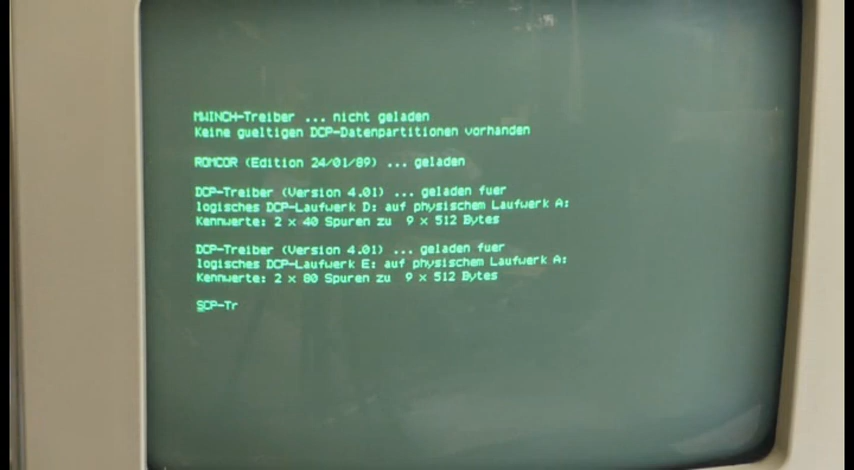 MWINCH-Treiber ... nicht geladen
Keine gueltigen DCP-Datenpartitionen vorhanden
ROMCOR (Edition 24/01/89) ... geladen
DCP-Treiber (Version 4.01) ... geladen fuer
logisches DCP-Laufwerk D: auf physischem Laufwerk A:
Kennwerte: 2 x 40 Spuren zu  9 x 512 Bytes
DCP-Treiber (Version 4.01) ... geladen fuer
logisches DCP-Laufwerk E: auf physischem Laufwerk A:
Kennwerte: 2 x 80 Spuren zu  9 x 512 Bytes
SCP-Tr